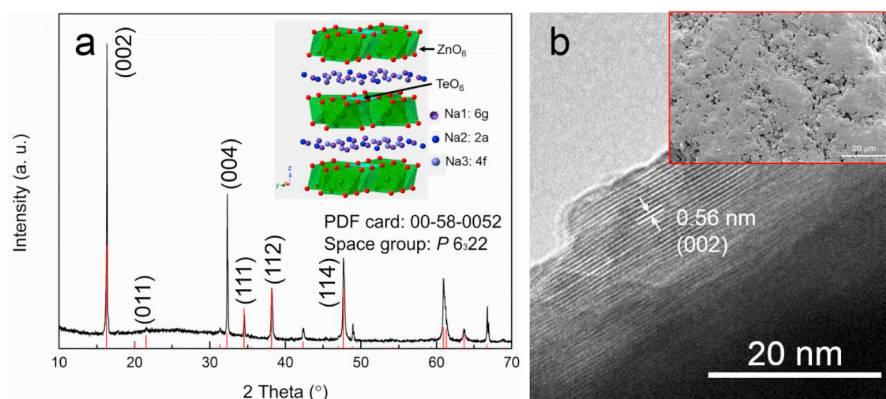 a
(002)
(011)
(004)
(111)
(112)
(114)
ZnO₆
TeO₆
Na1: 6g
Na2: 2a
Na3: 4f
z
y
PDF card: 00-58-0052
Space group: P 6₃22
Intensity (a. u.)
10 20 30 40 50 60 70
2 Theta (°)
b
20 µm
0.56 nm
(002)
20 nm